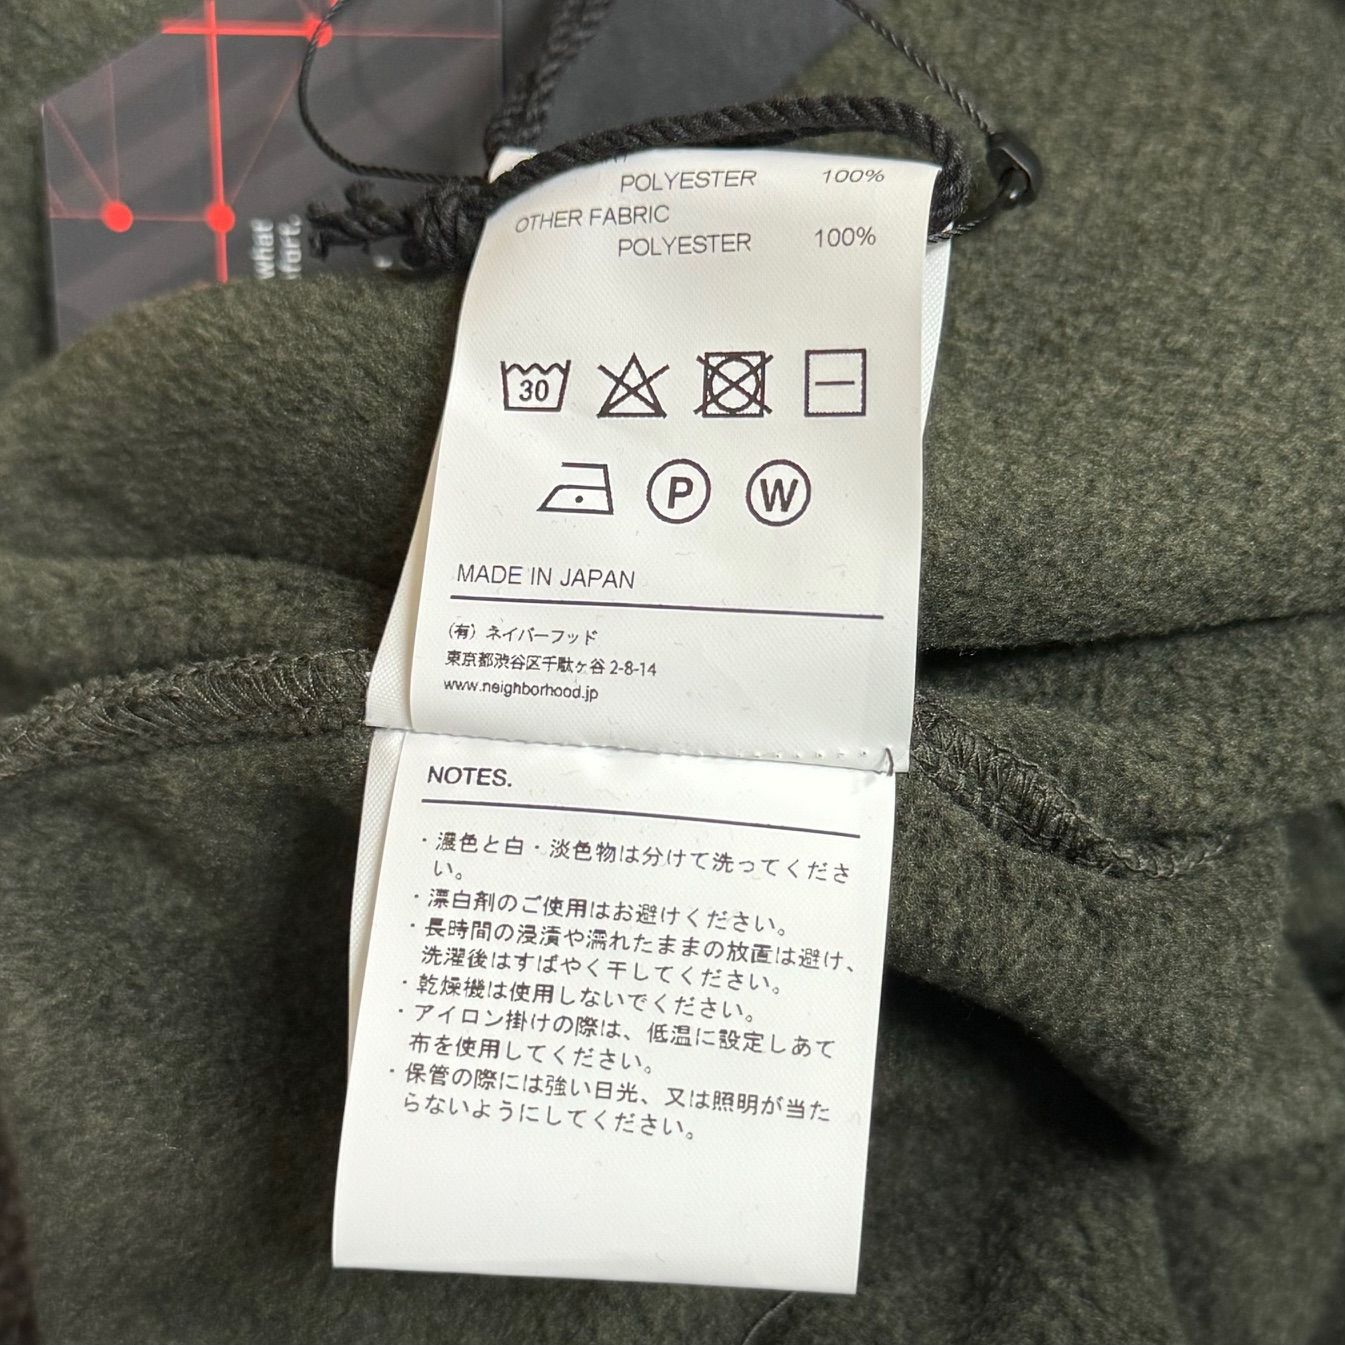 what
POLYESTER 100%
OTHER FABRIC
POLYESTER 100%
30
P W
MADE IN JAPAN
(有) ネイバーフッド
東京都渋谷区千駄ヶ谷 2-8-14
www.neighborhood.jp
NOTES.
・濃色と白・淡色物は分けて洗ってくださ
い。
・漂白剤のご使用はお避けください。
・長時間の浸漬や濡れたままの放置は避け、
洗濯後はすばやく干してください。
・乾燥機は使用しないでください。
・アイロン掛けの際は、低温に設定しあて
布を使用してください。
・保管の際には強い日光、又は照明が当た
らないようにしてください。